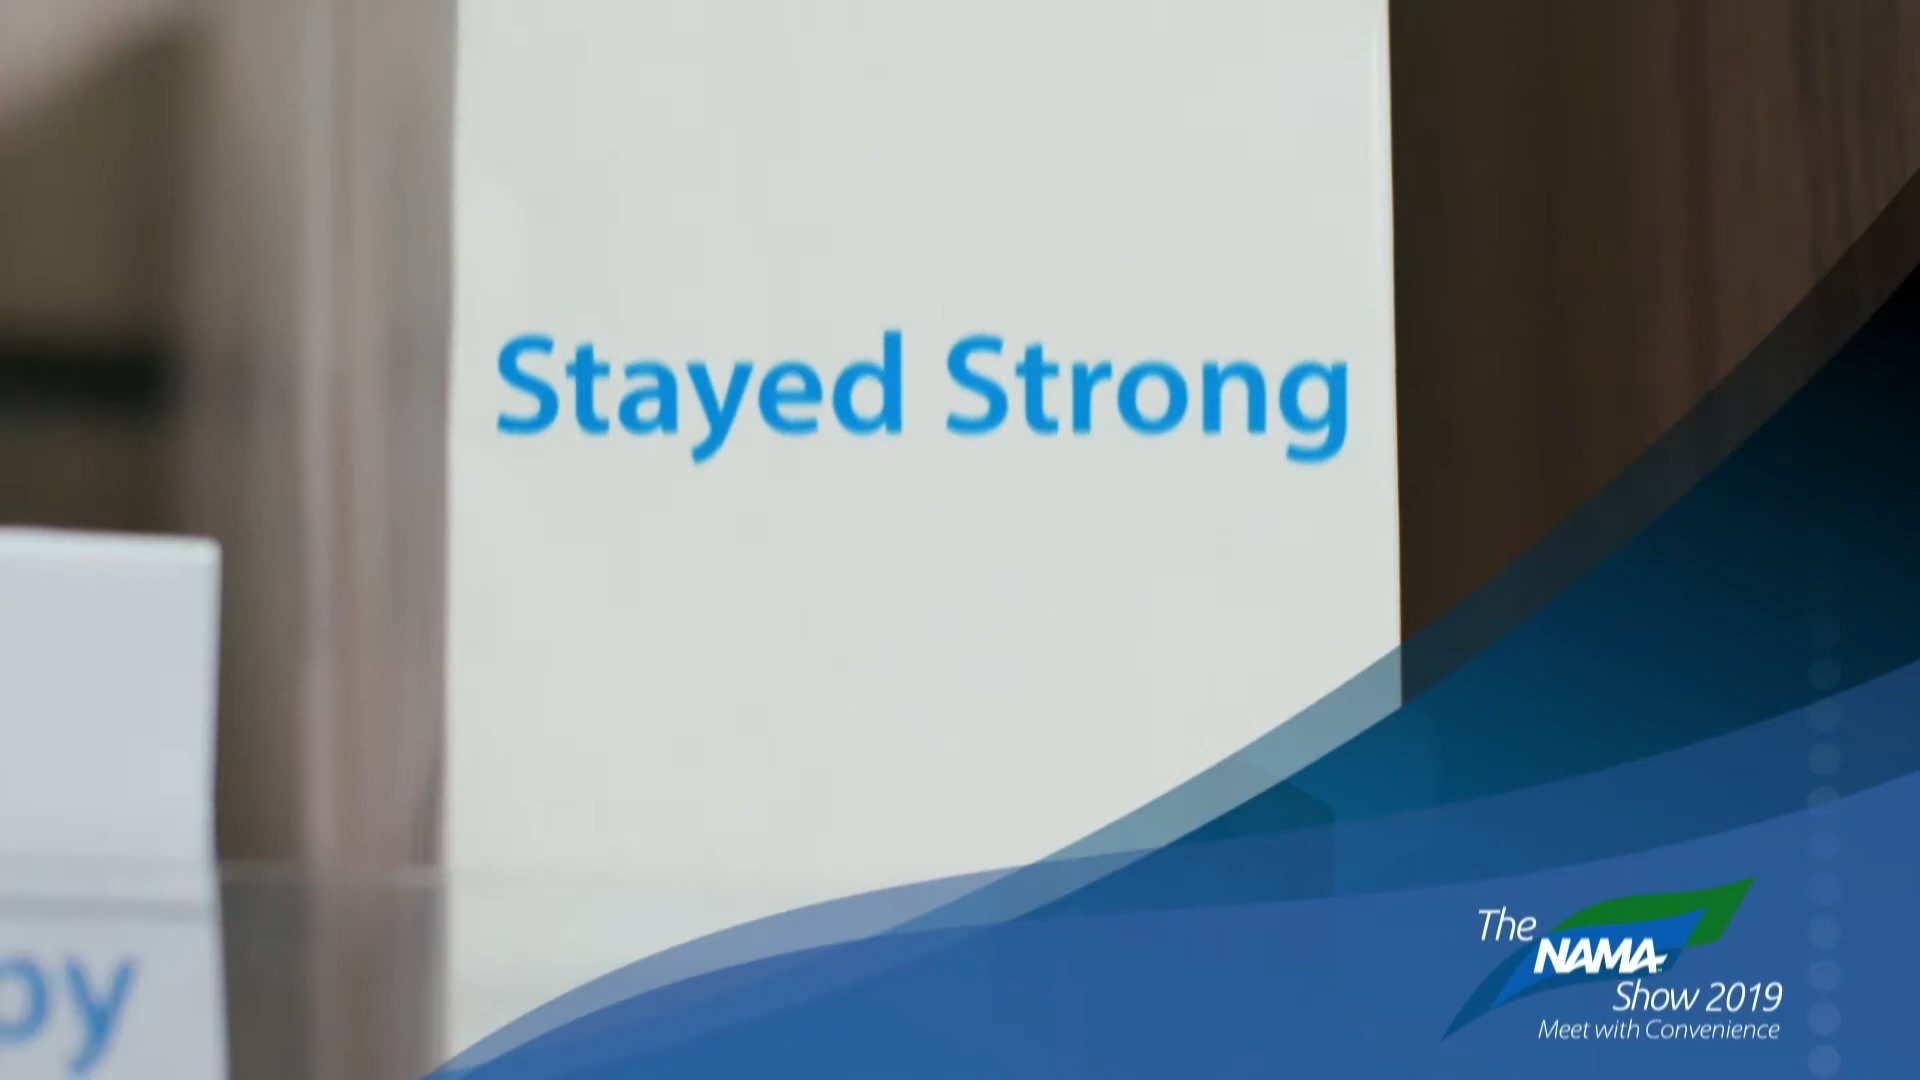 Stayed Strong
The
NAMA
Show 2019
Meet with Convenience